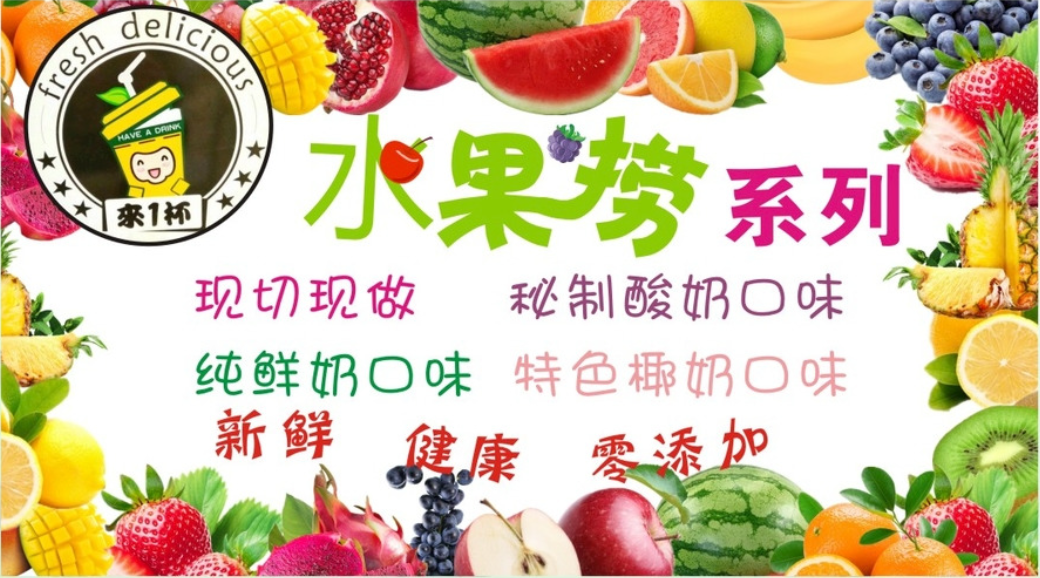 fresh delicious
HAVE A DRINK
來1杯
水果捞系列
现切现做 秘制酸奶口味
纯鲜奶口味 特色椰奶口味
新鲜 健康 零添加